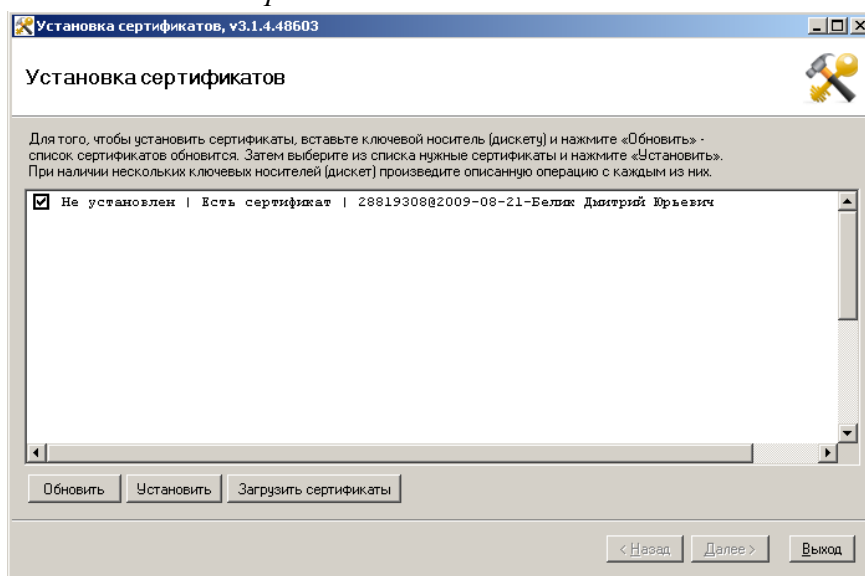 Установка сертификатов, v3.1.4.48603
Установка сертификатов
Для того, чтобы установить сертификаты, вставьте ключевой носитель (дискету) и нажмите «Обновить» -
список сертификатов обновится. Затем выберите из списка нужные сертификаты и нажмите «Установить».
При наличии нескольких ключевых носителей (дискет) произведите описанную операцию с каждым из них.
Не установлен | Есть сертификат | 28819308@2009-08-21-Белик Дмитрий Юрьевич
Обновить Установить Загрузить сертификаты
< Назад Далее > Выход